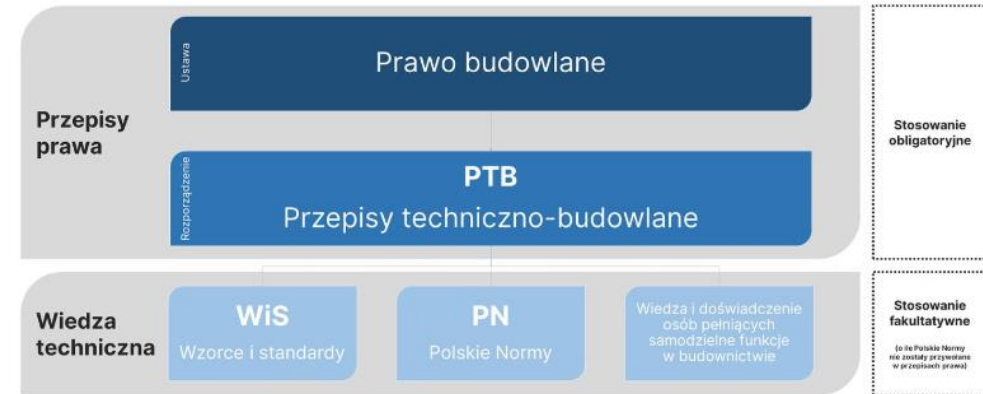 Przepisy
prawa
Ustawa
Prawo budowlane
Rozporządzenie
PTB
Przepisy techniczno-budowlane
Stosowanie
obligatoryjne
Wiedza
techniczna
WiS
Wzorce i standardy
PN
Polskie Normy
Wiedza i doświadczenie
osób pełniących
samodzielne funkcje
w budownictwie
Stosowanie
fakultatywne
(o ile Polskie Normy
nie zostały przywołane
w przepisach prawa)